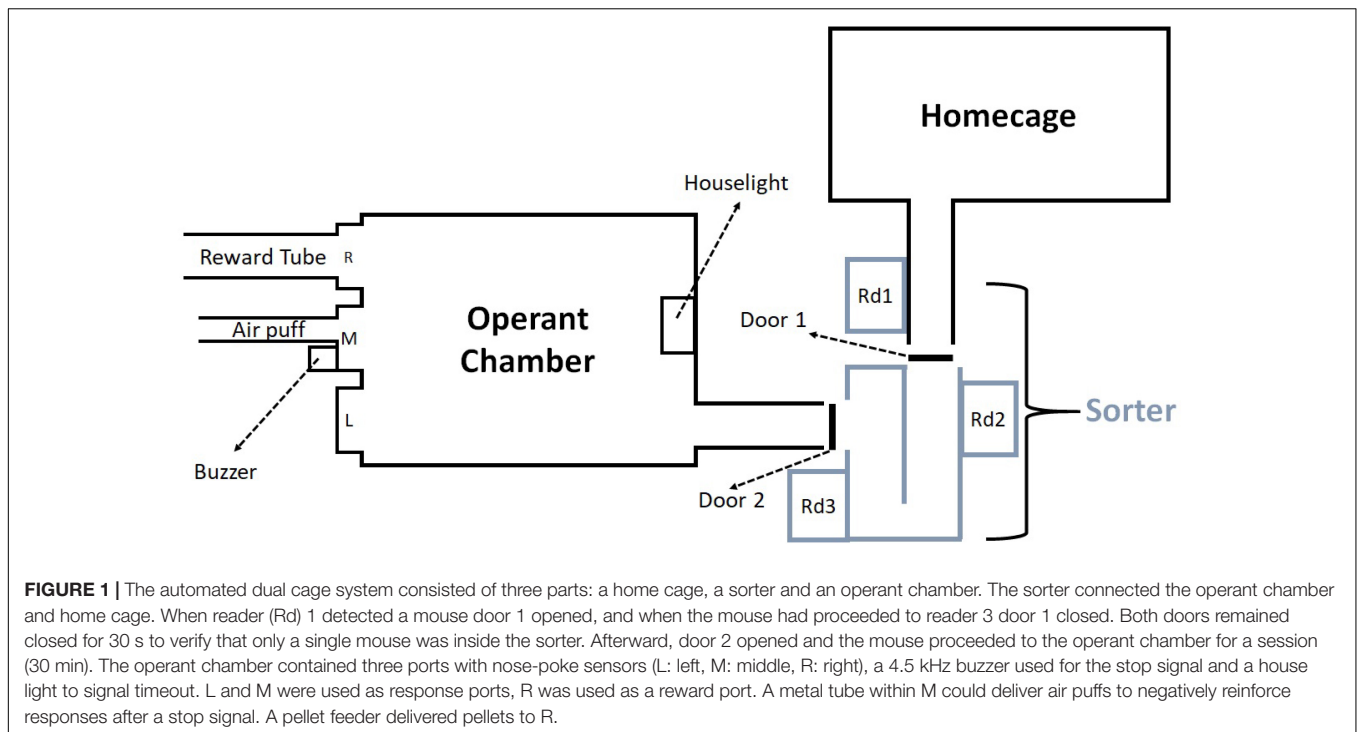 Homecage
Houselight
Reward Tube
R
Rd1
Operant
Chamber
Door 1
Air puff
M
Sorter
Rd2
L
Buzzer
Door 2
Rd3
FIGURE 1 | The automated dual cage system consisted of three parts: a home cage, a sorter and an operant chamber. The sorter connected the operant chamber
and home cage. When reader (Rd) 1 detected a mouse door 1 opened, and when the mouse had proceeded to reader 3 door 1 closed. Both doors remained
closed for 30 s to verify that only a single mouse was inside the sorter. Afterward, door 2 opened and the mouse proceeded to the operant chamber for a session
(30 min). The operant chamber contained three ports with nose-poke sensors (L: left, M: middle, R: right), a 4.5 kHz buzzer used for the stop signal and a house
light to signal timeout. L and M were used as response ports, R was used as a reward port. A metal tube within M could deliver air puffs to negatively reinforce
responses after a stop signal. A pellet feeder delivered pellets to R.